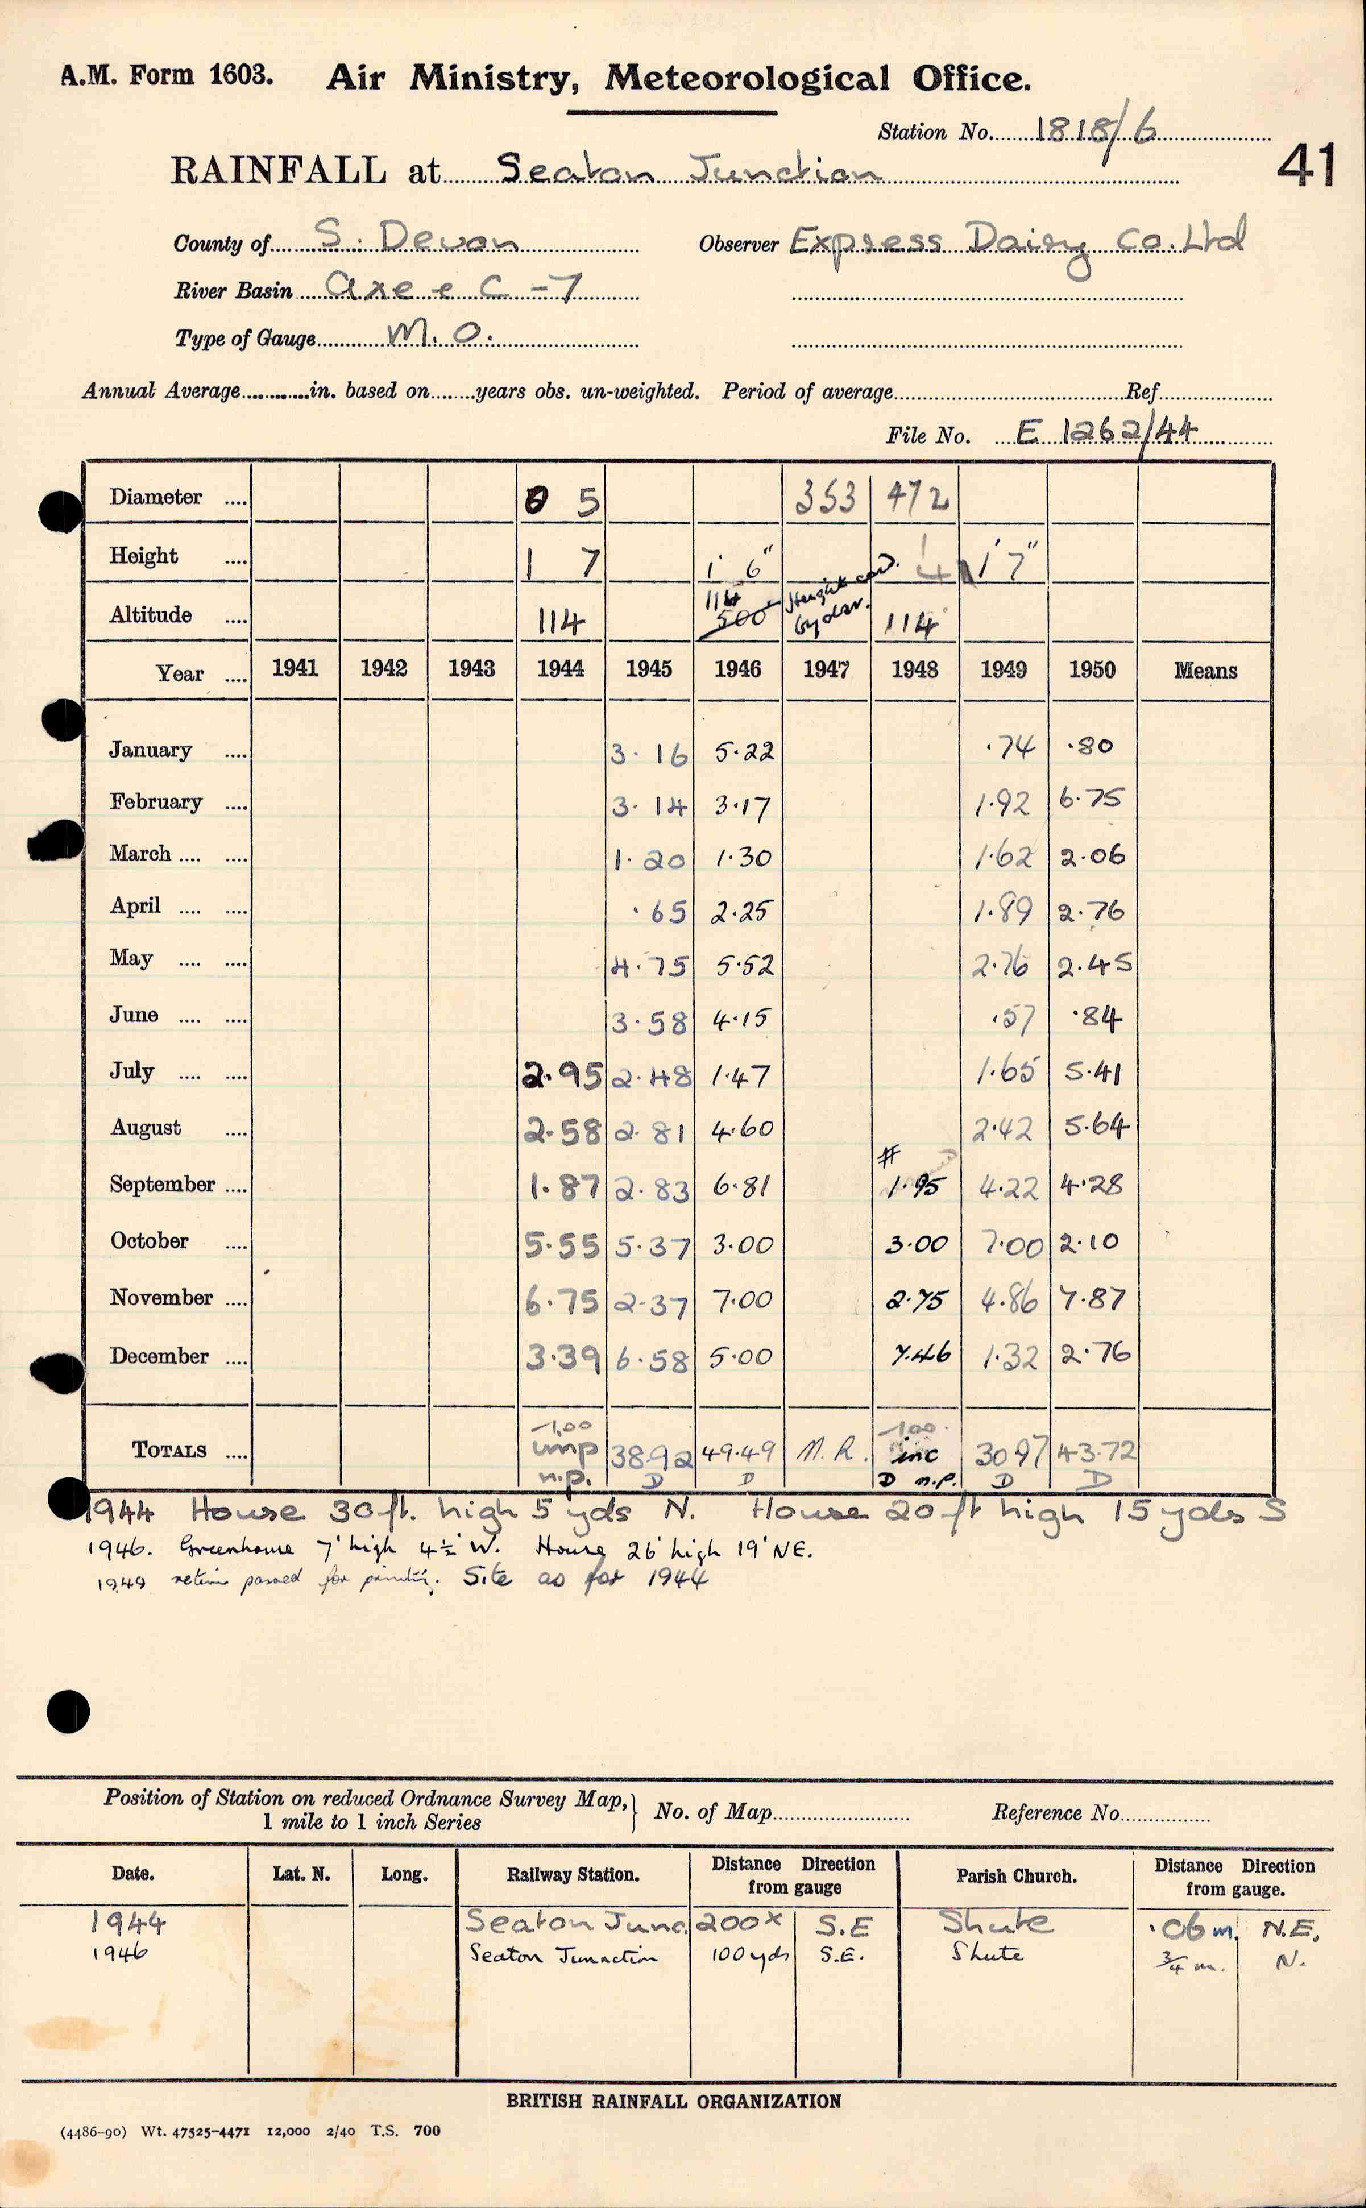 A.M. Form 1603. Air Ministry, Meteorological Office.
Station No. 1818/6
41
RAINFALL at Seaton Junction
County of S. Devon Observer Express Dairy Co. Ltd
River Basin Axe e C -7
Type of Gauge M.O.
Annual Average in. based on years obs. un-weighted. Period of average Ref
File No. E 1262/44
Diameter 5 353 472
Height 1 7 1' 6" 1' 7"
Altitude 114 114 500 114
Year 1941 1942 1943 1944 1945 1946 1947 1948 1949 1950 Means
January 3.16 5.22 .74 .80
February 3.14 3.17 1.92 6.75
March 1.20 1.30 1.62 2.06
April .65 2.25 1.89 2.76
May 4.75 5.52 2.76 2.45
June 3.58 4.15 .57 .84
July 2.95 2.48 1.47 1.65 5.41
August 2.58 2.81 4.60 2.42 5.64
September # 1.87 2.83 6.81 1.95 4.22 4.28
October 5.55 5.37 3.00 3.00 7.00 2.10
November 6.75 2.37 7.00 2.75 4.86 7.87
December 3.39 6.58 5.00 7.46 1.32 2.76
1,00 100
TOTALS ump 38.92 49.49 N.R. inc 30.97 43.72
n.p. D D D n.p. D D
1944 House 30ft. high 5 yds N. House 20ft high 15 yds S
1946. Greenhouse 7' high 4½' W. House 26' high 19' NE.
1949 return passed for printing. Site as for 1944
Position of Station on reduced Ordnance Survey Map,
1 mile to 1 inch Series
No. of Map Reference No.
Date. Lat. N. Long. Railway Station. Distance Direction from gauge Parish Church. Distance Direction from gauge.
1944 Seaton Junc. 200x S.E Shute .06 m. N.E.
1946 Seaton Junction 100 yds S.E. Shute ¾ m. N.
BRITISH RAINFALL ORGANIZATION
(4486-90) Wt. 47525-4471 12,000 2/40 T.S. 700